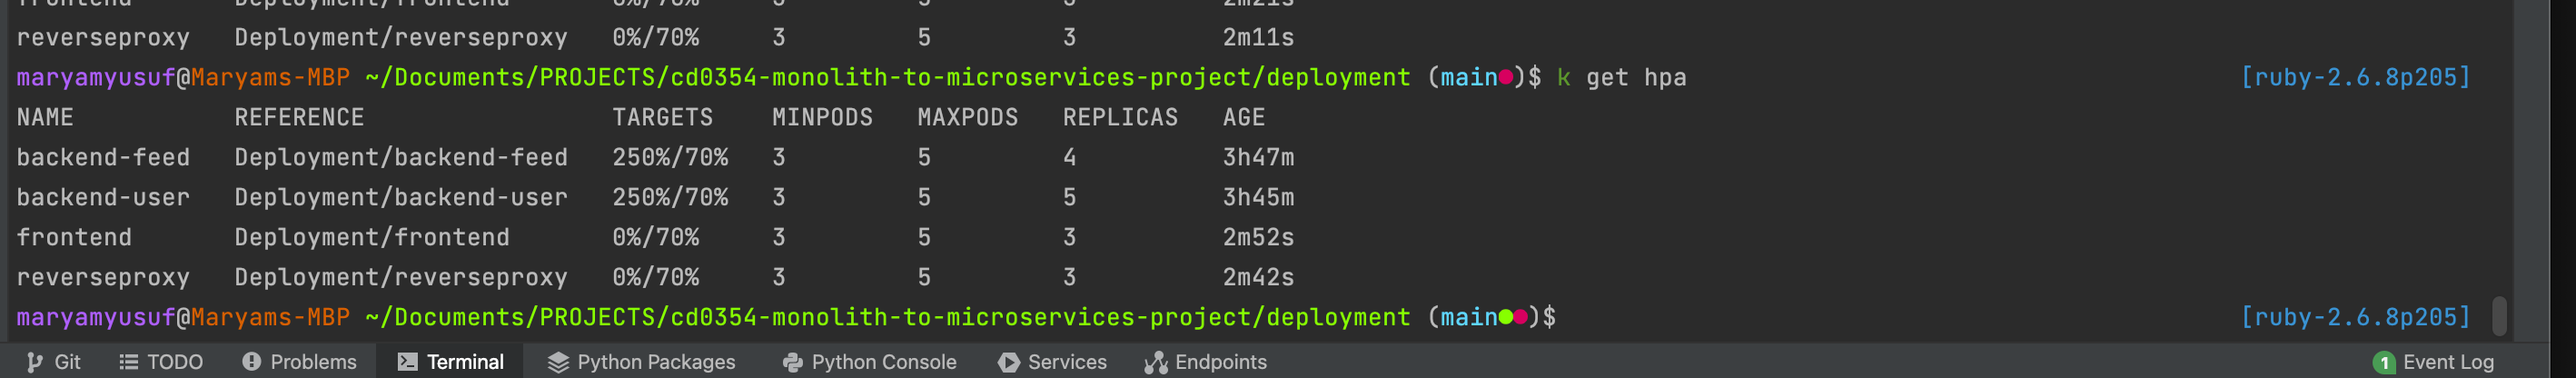 frontend Deployment/frontend 0%/70% 3 5 3 2m21s
reverseproxy Deployment/reverseproxy 0%/70% 3 5 3 2m11s
maryamyusuf@Maryams-MBP ~/Documents/PROJECTS/cd0354-monolith-to-microservices-project/deployment (main●)$ k get hpa [ruby-2.6.8p205]
NAME REFERENCE TARGETS MINPODS MAXPODS REPLICAS AGE
backend-feed Deployment/backend-feed 250%/70% 3 5 4 3h47m
backend-user Deployment/backend-user 250%/70% 3 5 5 3h45m
frontend Deployment/frontend 0%/70% 3 5 3 2m52s
reverseproxy Deployment/reverseproxy 0%/70% 3 5 3 2m42s
maryamyusuf@Maryams-MBP ~/Documents/PROJECTS/cd0354-monolith-to-microservices-project/deployment (main●●)$ [ruby-2.6.8p205]
Git TODO Problems Terminal Python Packages Python Console Services Endpoints 1 Event Log